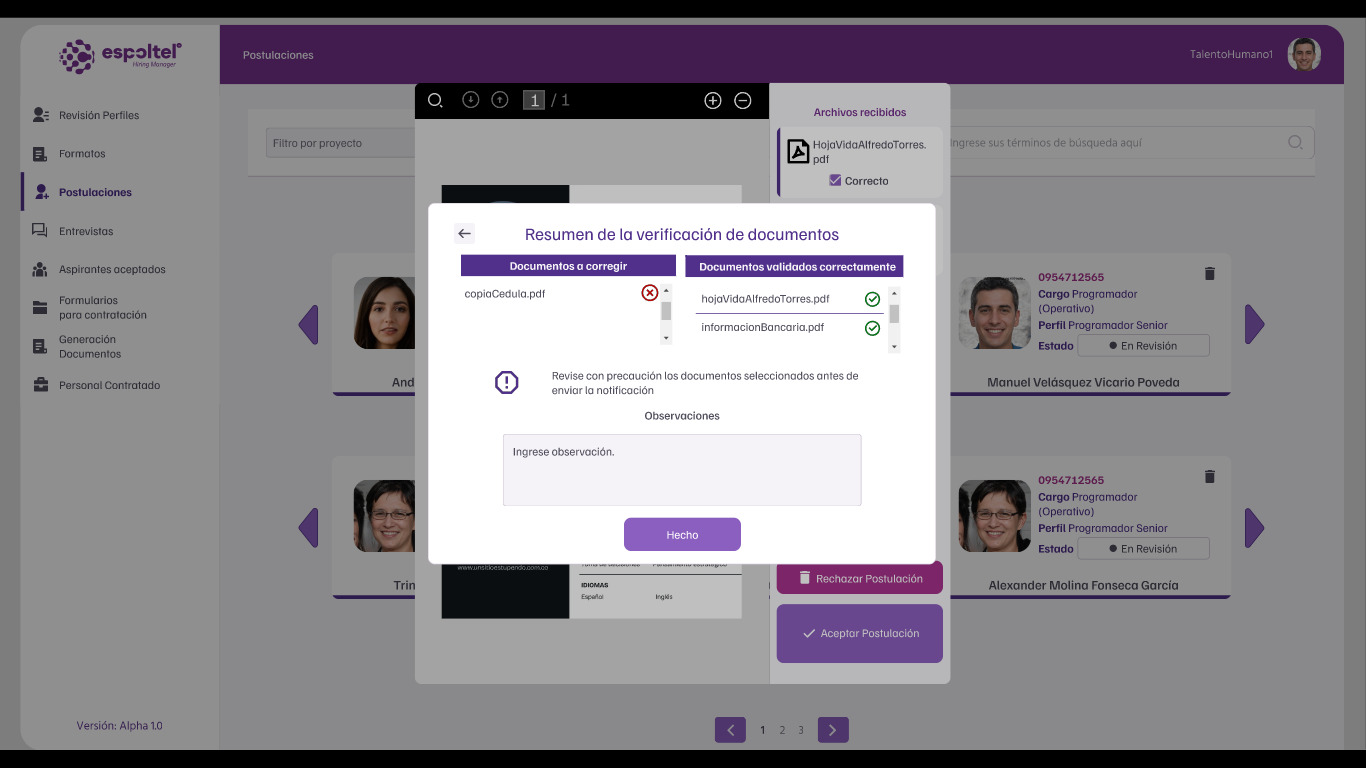 espoltel
Hiring Manager
Postulaciones
TalentoHumano1
Revisión Perfiles
Formatos
Postulaciones
Entrevistas
Aspirantes aceptados
Formularios
para contratación
Generación
Documentos
Personal Contratado
Versión: Alpha 1.0
Filtro por proyecto
Ingrese sus términos de búsqueda aquí
1 / 1
Archivos recibidos
HojaVidaAlfredoTorres.
pdf
Correcto
Resumen de la verificación de documentos
Documentos a corregir
copiaCedula.pdf
Documentos validados correctamente
hojaVidaAlfredoTorres.pdf
informacionBancaria.pdf
Revise con precaución los documentos seleccionados antes de
enviar la notificación
Observaciones
Ingrese observación.
Hecho
And
0954712565
Cargo Programador
(Operativo)
Perfil Programador Senior
Estado En Revisión
Manuel Velásquez Vicario Poveda
Trin
0954712565
Cargo Programador
(Operativo)
Perfil Programador Senior
Estado En Revisión
Alexander Molina Fonseca García
www.unsitioestupendo.com.co
IDIOMAS
Español Inglés
Rechazar Postulación
Aceptar Postulación
1 2 3